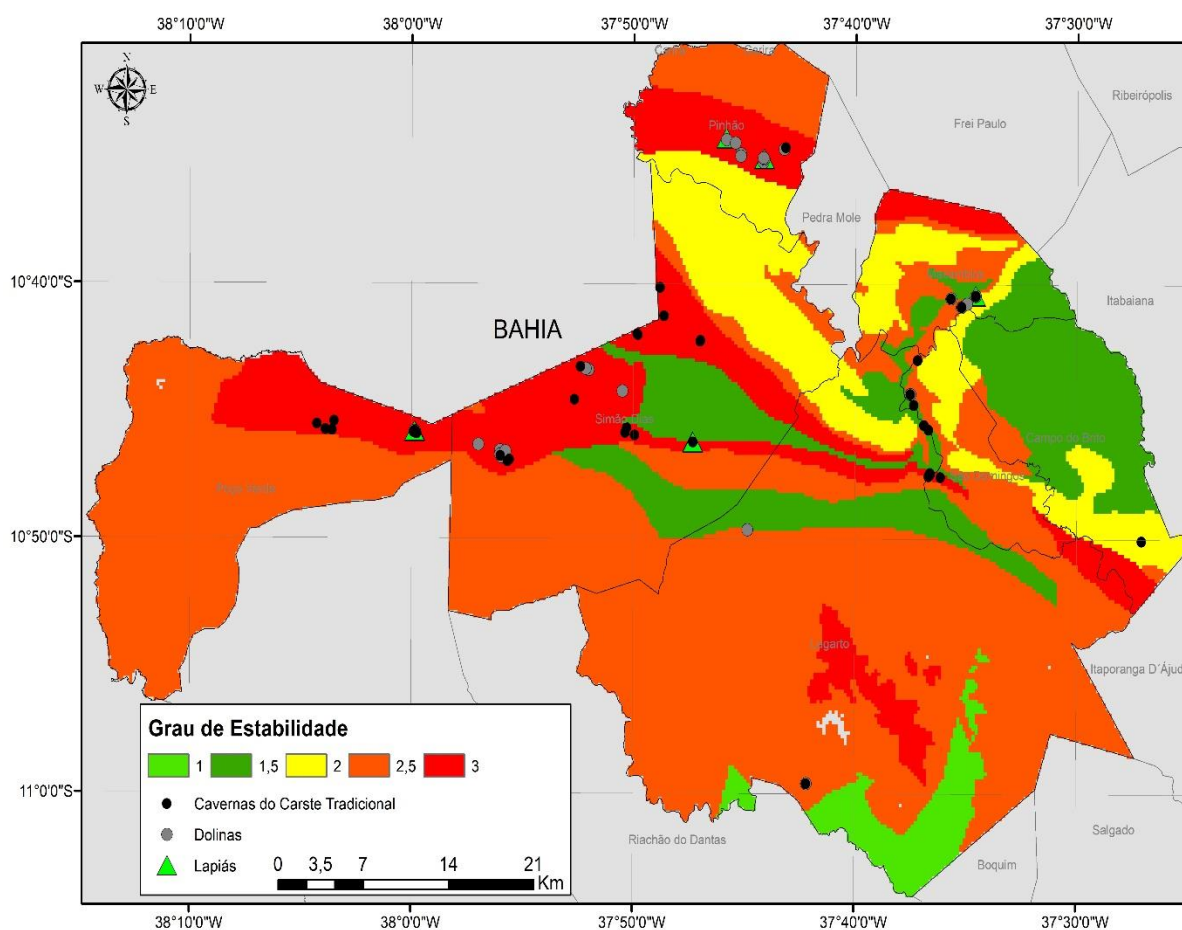 38°10'0"W 38°0'0"W 37°50'0"W 37°40'0"W 37°30'0"W
N
W E
S
Ribeirópolis
Pinhão
Frei Paulo
Pedra Mole
10°40'0"S
Itabaiana
BAHIA
Simão Dias
Campo do Brito
Poço Verde
10°50'0"S
Lagarto
Itaporanga D´Ájud
Grau de Estabilidade
1 1,5 2 2,5 3
11°0'0"S
Cavernas do Carste Tradicional
Dolinas
Lapiás
0 3,5 7 14 21
Km
Riachão do Dantas
Salgado
Boquim
38°10'0"W 38°0'0"W 37°50'0"W 37°40'0"W 37°30'0"W